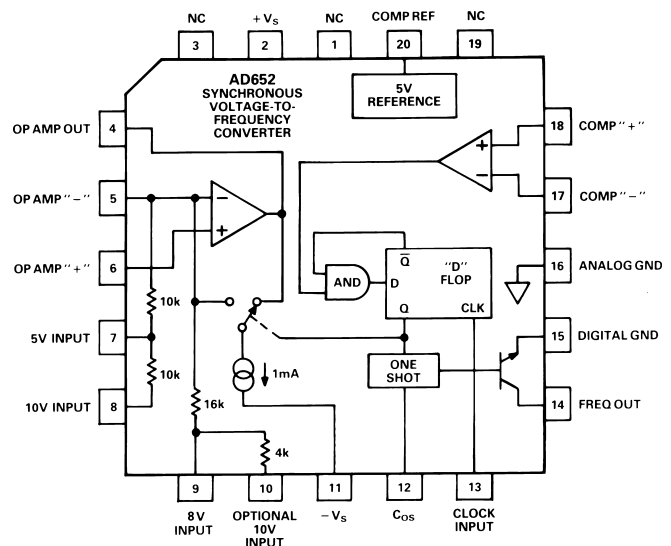 NC
+VS
NC
COMP REF
NC
3
2
1
20
19
AD652
SYNCHRONOUS
VOLTAGE-TO-
FREQUENCY
CONVERTER
5V
REFERENCE
OP AMP OUT
4
18
COMP "+"
OP AMP "–"
5
17
COMP "–"
OP AMP "+"
6
16
ANALOG GND
5V INPUT
7
15
DIGITAL GND
10V INPUT
8
14
FREQ OUT
+
–
–
+
10k
10k
16k
4k
1mA
AND
D
Q̅
"D"
FLOP
Q
CLK
ONE
SHOT
9
10
11
12
13
8V
INPUT
OPTIONAL
10V
INPUT
–VS
COS
CLOCK
INPUT